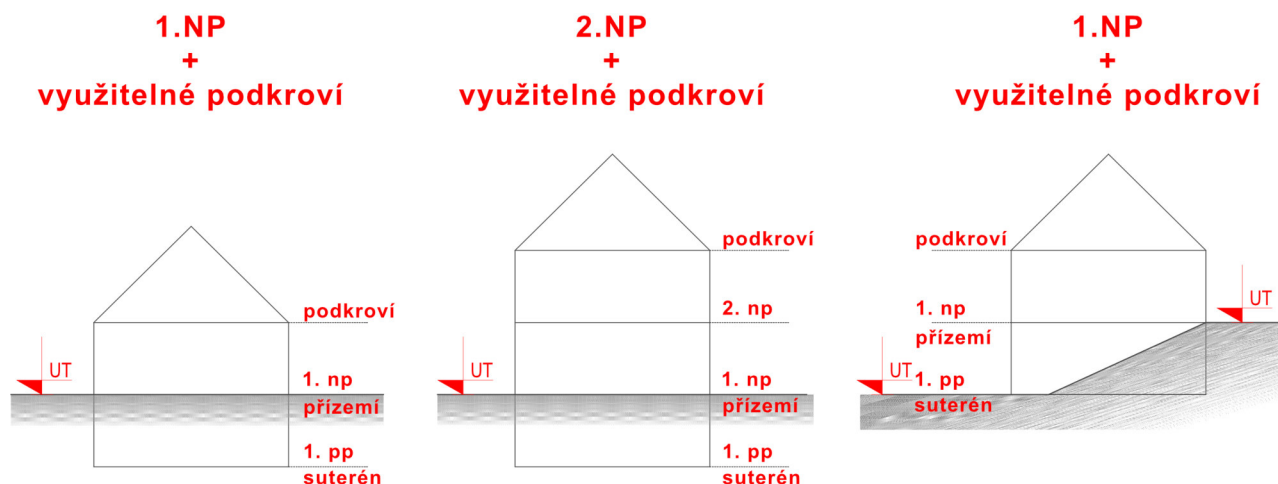 1.NP
+
využitelné podkroví
podkroví
UT
1. np
přízemí
1. pp
suterén
2.NP
+
využitelné podkroví
podkroví
2. np
UT
1. np
přízemí
1. pp
suterén
1.NP
+
využitelné podkroví
podkroví
UT
1. np
přízemí
UT
1. pp
suterén